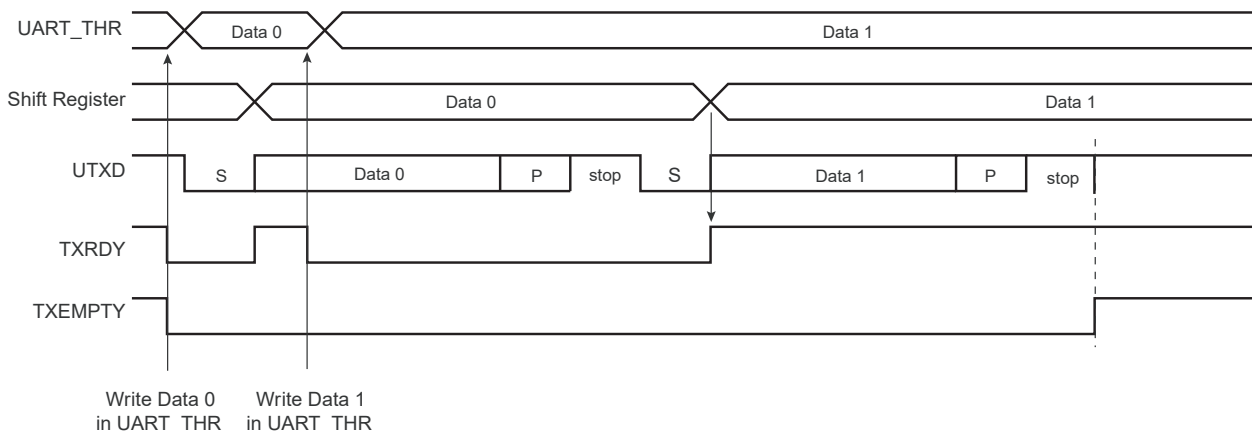 UART_THR
Data 0
Data 1
Shift Register
Data 0
Data 1
UTXD
S
Data 0
P
stop
S
Data 1
P
stop
TXRDY
TXEMPTY
Write Data 0
in UART_THR
Write Data 1
in UART_THR